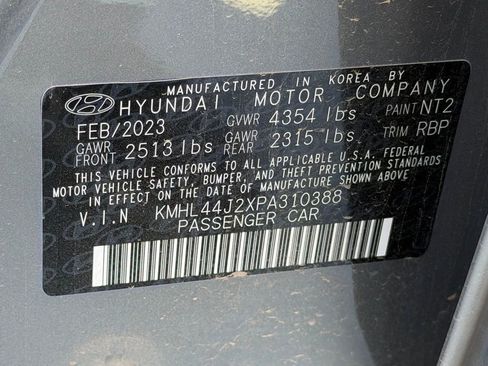 MANUFACTURED IN KOREA BY
HYUNDAI MOTOR COMPANY
FEB/2023 GVWR 4354 lbs PAINT NT2
GAWR FRONT 2513 lbs GAWR REAR 2315 lbs TRIM RBP
THIS VEHICLE CONFORMS TO ALL APPLICABLE U.S.A. FEDERAL
MOTOR VEHICLE SAFETY, BUMPER, AND THEFT PREVENTION STANDARDS
IN EFFECT ON THE DATE OF MANUFACTURE SHOWN ABOVE.
V.I.N KMHL44J2XPA310388
PASSENGER CAR